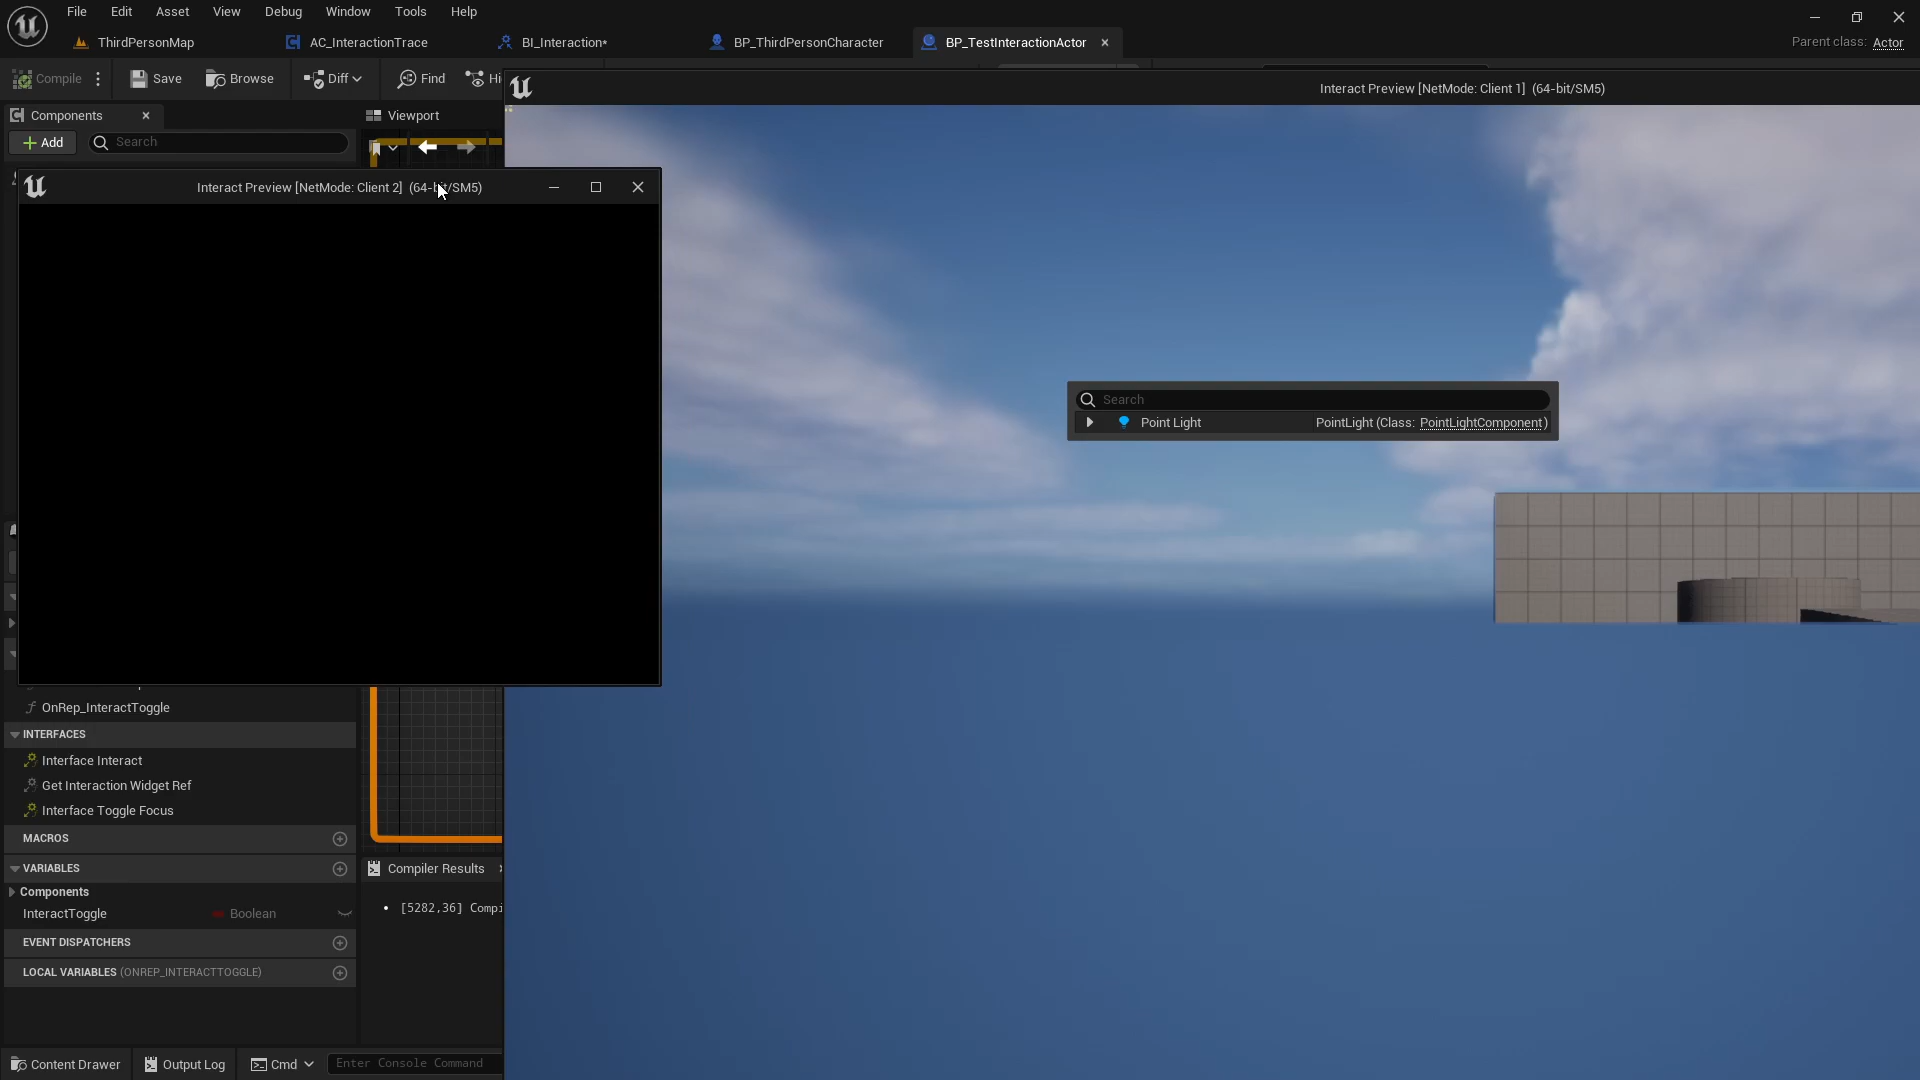 File Edit Asset View Debug Window Tools Help
ThirdPersonMap AC_InteractionTrace BI_Interaction* BP_ThirdPersonCharacter BP_TestInteractionActor
Parent class: Actor
Compile Save Browse Diff Find
Interact Preview [NetMode: Client 1] (64-bit/SM5)
Components Viewport
Add Search
Interact Preview [NetMode: Client 2] (64-bit/SM5)
Search
Point Light PointLight (Class: PointLightComponent)
OnRep_InteractToggle
INTERFACES
Interface Interact
Get Interaction Widget Ref
Interface Toggle Focus
MACROS
VARIABLES
Compiler Results
Components
InteractToggle Boolean
[5282,36] Compi
EVENT DISPATCHERS
LOCAL VARIABLES (ONREP_INTERACTTOGGLE)
Content Drawer Output Log Cmd Enter Console Command